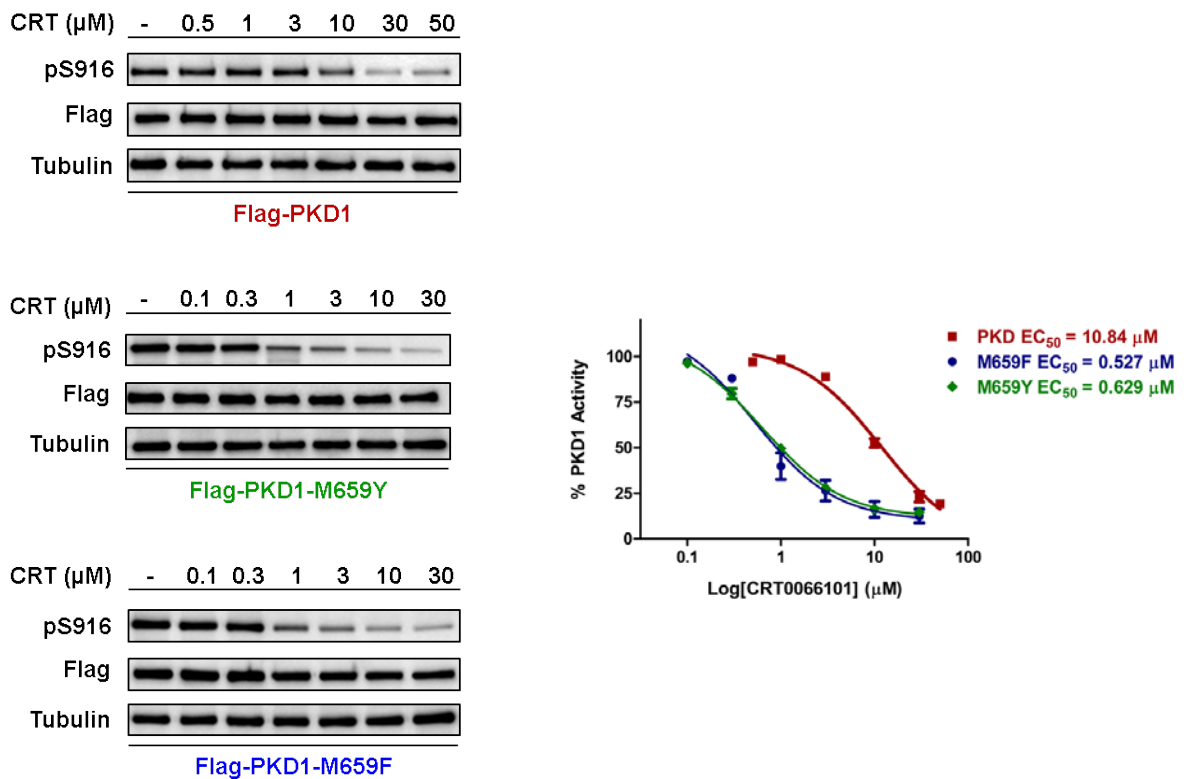 CRT (µM) - 0.5 1 3 10 30 50
pS916
Flag
Tubulin
Flag-PKD1
CRT (µM) - 0.1 0.3 1 3 10 30
pS916
Flag
Tubulin
Flag-PKD1-M659Y
CRT (µM) - 0.1 0.3 1 3 10 30
pS916
Flag
Tubulin
Flag-PKD1-M659F
PKD EC50 = 10.84 µM
M659F EC50 = 0.527 µM
M659Y EC50 = 0.629 µM
% PKD1 Activity
100
75
50
25
0
0.1 1 10 100
Log[CRT0066101] (µM)